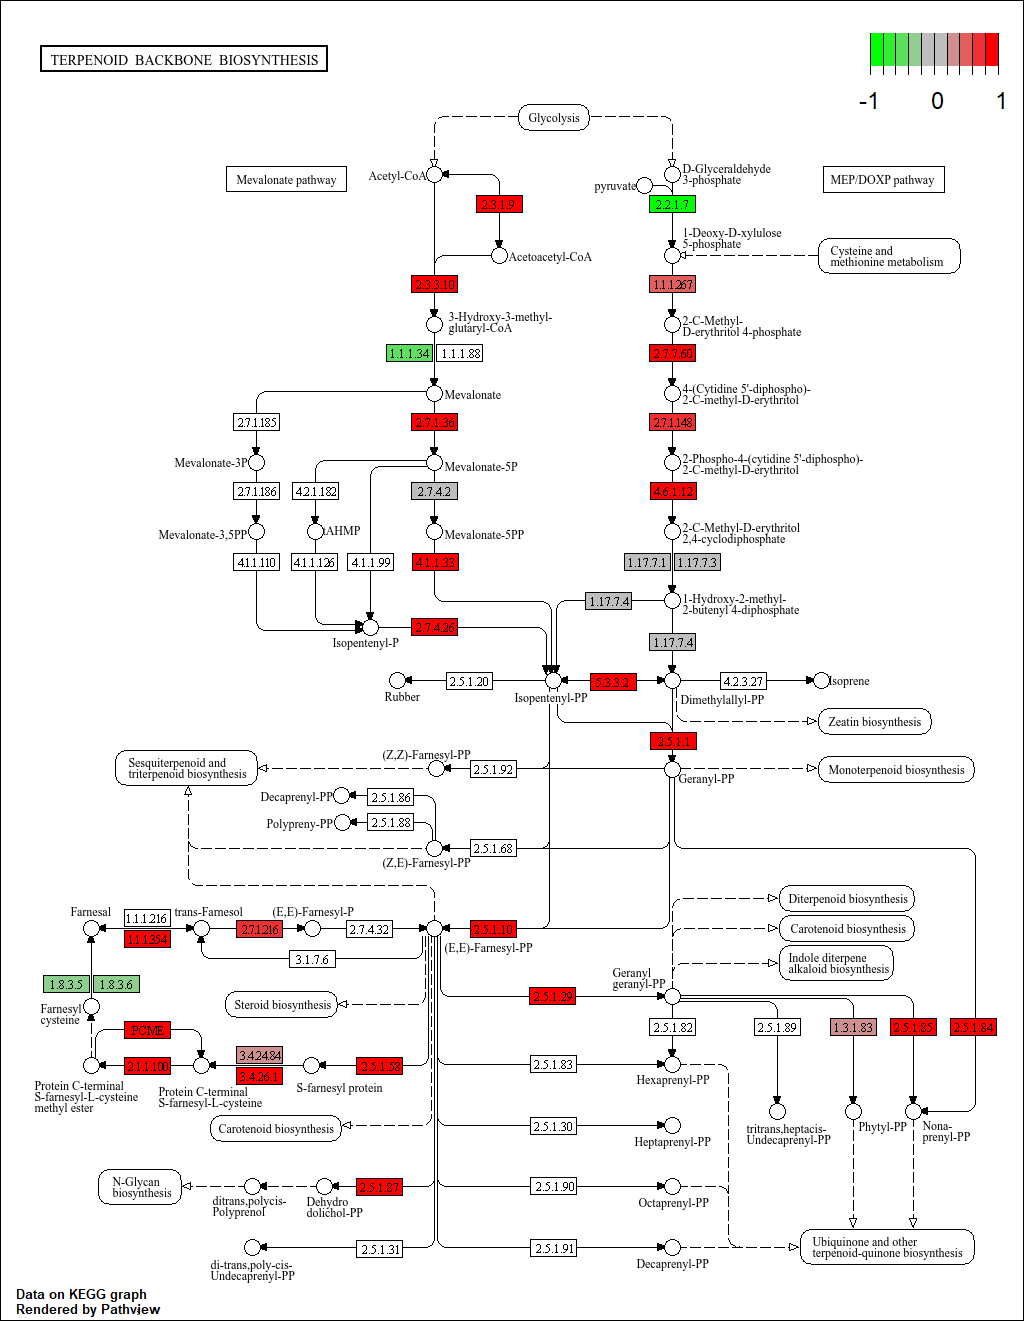 TERPENOID BACKBONE BIOSYNTHESIS
-1 0 1
Glycolysis
Mevalonate pathway
Acetyl-CoA
D-Glyceraldehyde
3-phosphate
pyruvate
MEP/DOXP pathway
2.3.1.9
2.2.1.7
1-Deoxy-D-xylulose
5-phosphate
Acetoacetyl-CoA
Cysteine and
methionine metabolism
2.3.3.10
1.1.1.267
3-Hydroxy-3-methyl-
glutaryl-CoA
2-C-Methyl-
D-erythritol 4-phosphate
1.1.1.34
1.1.1.88
2.7.7.60
Mevalonate
4-(Cytidine 5'-diphospho)-
2-C-methyl-D-erythritol
2.7.1.185
2.7.1.36
2.7.1.148
Mevalonate-3P
Mevalonate-5P
2-Phospho-4-(cytidine 5'-diphospho)-
2-C-methyl-D-erythritol
2.7.1.186
4.2.1.182
2.7.4.2
4.6.1.12
Mevalonate-3,5PP
tAHMP
Mevalonate-5PP
2-C-Methyl-D-erythritol
2,4-cyclodiphosphate
4.1.1.110
4.1.1.126
4.1.1.99
4.1.1.33
1.17.7.1
1.17.7.3
1.17.7.4
1-Hydroxy-2-methyl-
2-butenyl 4-diphosphate
Isopentenyl-P
2.7.4.26
1.17.7.4
Rubber
2.5.1.20
Isopentenyl-PP
5.3.3.2
Dimethylallyl-PP
4.2.3.27
Isoprene
Zeatin biosynthesis
2.5.1.1
Sesquiterpenoid and
triterpenoid biosynthesis
(Z,Z)-Farnesyl-PP
2.5.1.92
Geranyl-PP
Monoterpenoid biosynthesis
Decaprenyl-PP
2.5.1.86
Polypreny-PP
2.5.1.88
(Z,E)-Farnesyl-PP
2.5.1.68
Diterpenoid biosynthesis
Farnesal
1.1.1.216
trans-Farnesol
(E,E)-Farnesyl-P
1.1.1.354
2.7.1.216
2.7.4.32
2.5.1.10
Carotenoid biosynthesis
(E,E)-Farnesyl-PP
3.1.7.6
Indole diterpene
alkaloid biosynthesis
1.8.3.5
1.8.3.6
Geranyl
geranyl-PP
Farnesyl
cysteine
Steroid biosynthesis
2.5.1.29
PCME
2.5.1.82
2.5.1.89
1.3.1.83
2.5.1.85
2.5.1.84
2.1.1.100
3.4.24.84
3.4.26.1
2.5.1.58
2.5.1.83
Protein C-terminal
S-farnesyl-L-cysteine
methyl ester
Protein C-terminal
S-farnesyl-L-cysteine
S-farnesyl protein
Hexaprenyl-PP
Carotenoid biosynthesis
2.5.1.30
Heptaprenyl-PP
tritrans,heptacis-
Undecaprenyl-PP
Phytyl-PP
Nona-
prenyl-PP
N-Glycan
biosynthesis
ditrans,polycis-
Polyprenol
Dehydro
dolichol-PP
2.5.1.87
2.5.1.90
Octaprenyl-PP
di-trans,poly-cis-
Undecaprenyl-PP
2.5.1.31
2.5.1.91
Decaprenyl-PP
Ubiquinone and other
terpenoid-quinone biosynthesis
Data on KEGG graph
Rendered by Pathview